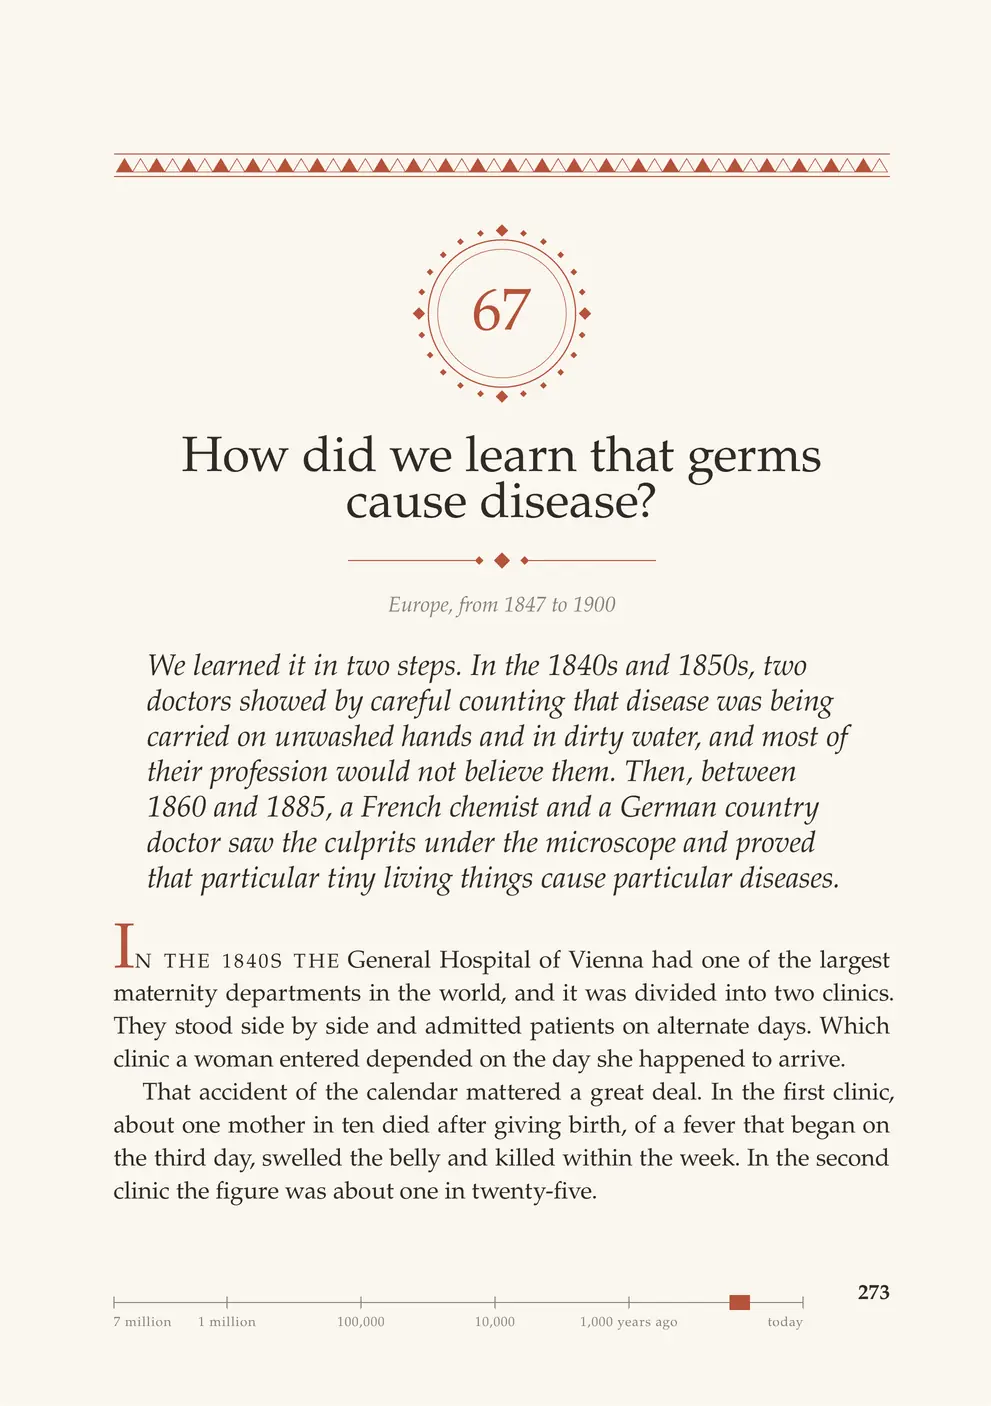 67
How did we learn that germs
cause disease?
Europe, from 1847 to 1900
We learned it in two steps. In the 1840s and 1850s, two
doctors showed by careful counting that disease was being
carried on unwashed hands and in dirty water, and most of
their profession would not believe them. Then, between
1860 and 1885, a French chemist and a German country
doctor saw the culprits under the microscope and proved
that particular tiny living things cause particular diseases.
IN THE 1840S THE General Hospital of Vienna had one of the largest
maternity departments in the world, and it was divided into two clinics.
They stood side by side and admitted patients on alternate days. Which
clinic a woman entered depended on the day she happened to arrive.
That accident of the calendar mattered a great deal. In the first clinic,
about one mother in ten died after giving birth, of a fever that began on
the third day, swelled the belly and killed within the week. In the second
clinic the figure was about one in twenty-five.
273
7 million 1 million 100,000 10,000 1,000 years ago today